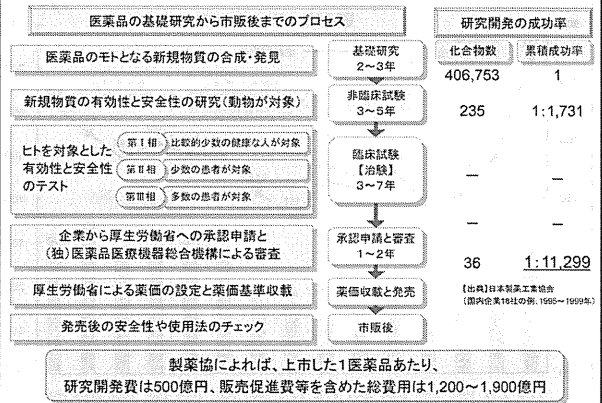 医薬品の基礎研究から市販後までのプロセス
研究開発の成功率
化合物数
累積成功率
医薬品のモトとなる新規物質の合成・発見
基礎研究
2~3年
406,753
1
新規物質の有効性と安全性の研究(動物が対象)
非臨床試験
3~5年
235
1:1,731
ヒトを対象とした
有効性と安全性
のテスト
第Ⅰ相 比較的少数の健康な人が対象
第Ⅱ相 少数の患者が対象
第Ⅲ相 多数の患者が対象
臨床試験
【治験】
3~7年
— —
— —
企業から厚生労働省への承認申請と
(独)医薬品医療機器総合機構による審査
承認申請と審査
1~2年
36
1:11,299
厚生労働省による薬価の設定と薬価基準収載
薬価収載と発売
【出典】日本製薬工業協会
(国内企業18社の例、1995~1999年)
発売後の安全性や使用法のチェック
市販後
製薬協によれば、上市した1医薬品あたり、
研究開発費は500億円、販売促進費等を含めた総費用は1,200~1,900億円